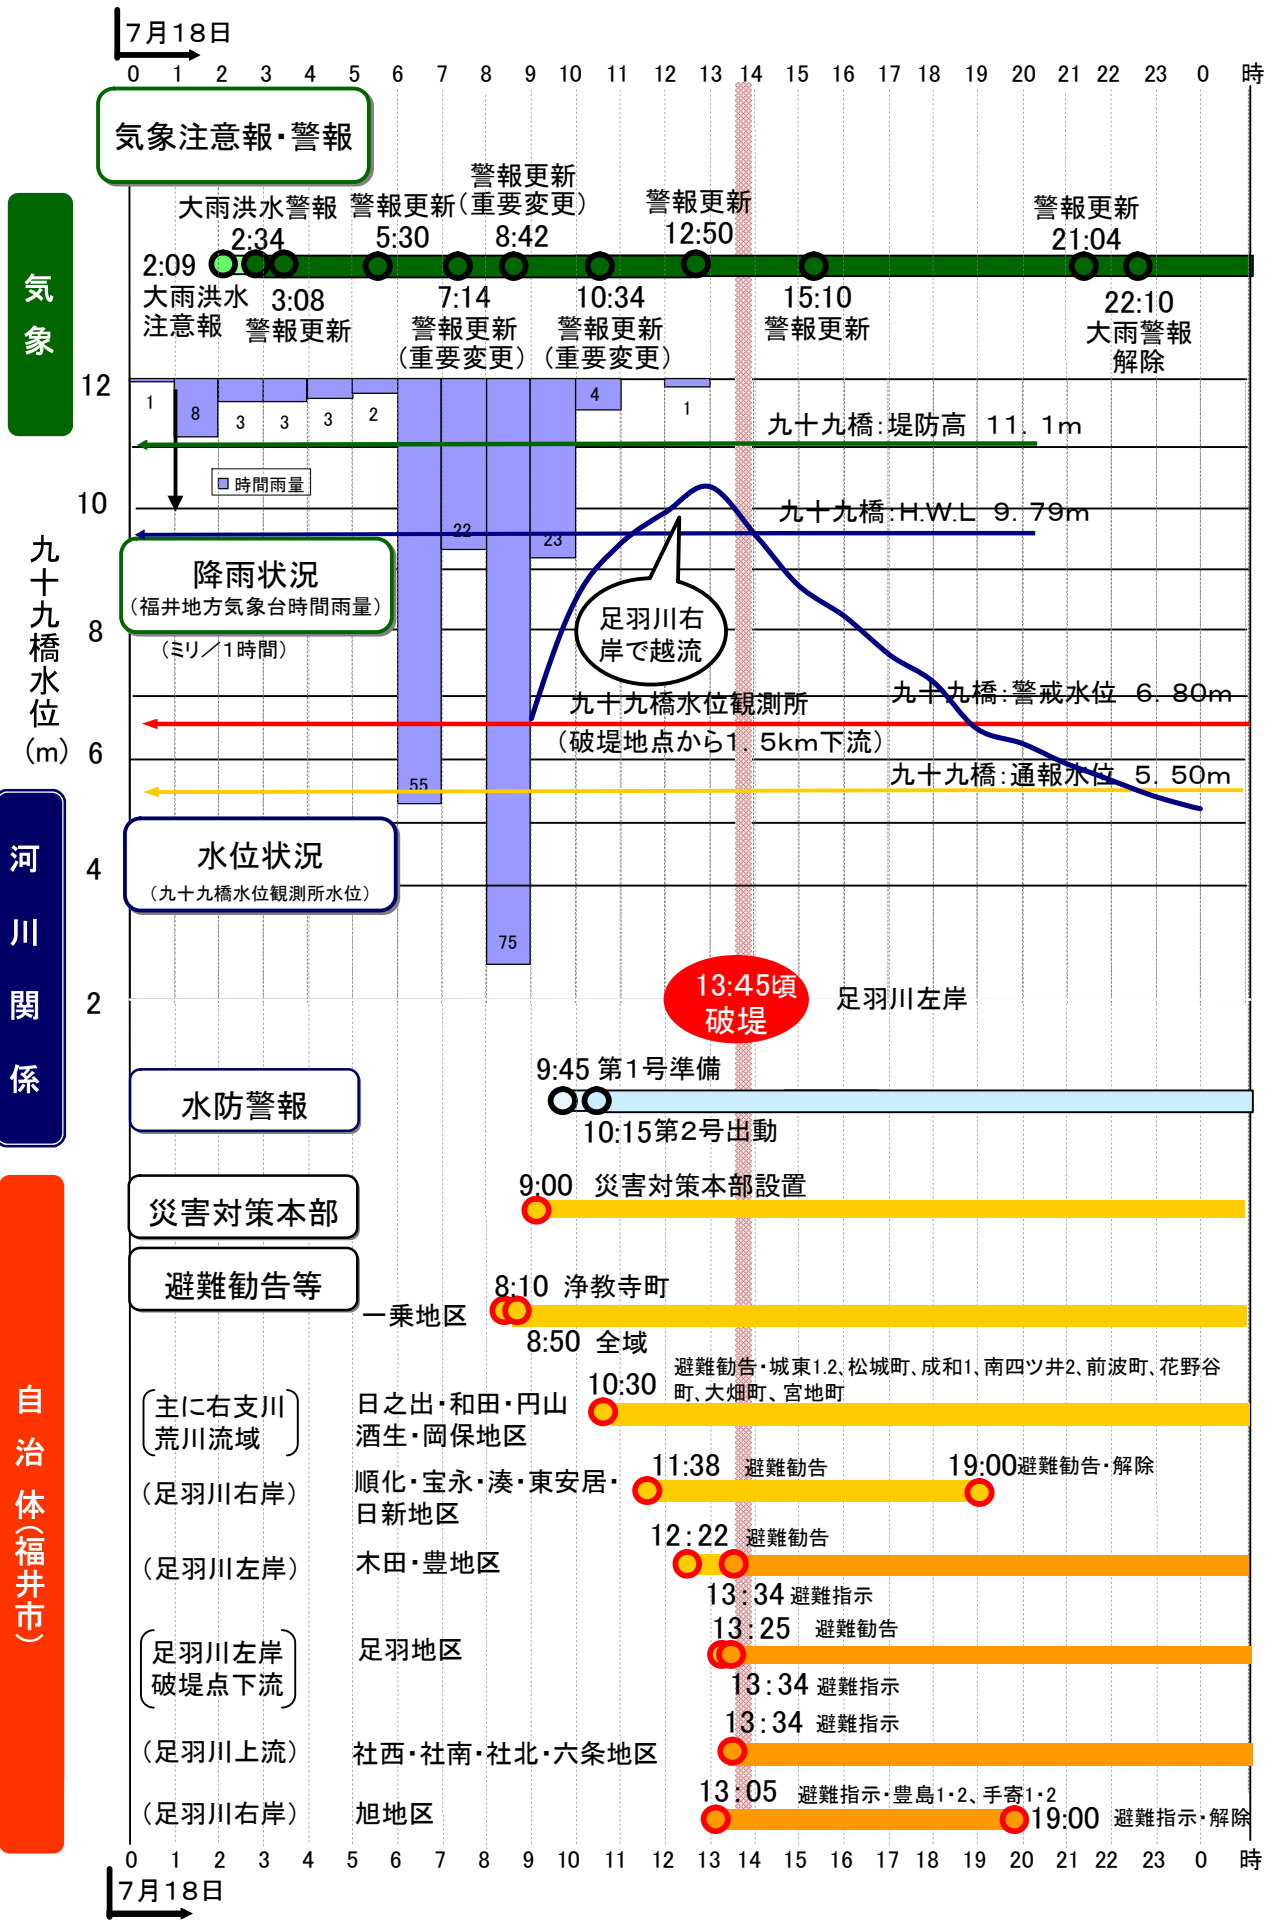 7月18日
0 1 2 3 4 5 6 7 8 9 10 11 12 13 14 15 16 17 18 19 20 21 22 23 0 時
気象注意報・警報
気象
大雨洪水警報
2:34
警報更新
5:30
警報更新
(重要変更)
8:42
警報更新
12:50
警報更新
21:04
2:09
大雨洪水
注意報
3:08
警報更新
7:14
警報更新
(重要変更)
10:34
警報更新
(重要変更)
15:10
警報更新
22:10
大雨警報
解除
12
10
8
6
4
2
九十九橋水位
(m)
1
8
3
3
3
2
55
22
75
23
4
1
時間雨量
九十九橋:堤防高 11.1m
九十九橋:H.W.L 9.79m
降雨状況
(福井地方気象台時間雨量)
(ミリ/1時間)
足羽川右
岸で越流
九十九橋水位観測所
(破堤地点から1.5km下流)
九十九橋:警戒水位 6.80m
九十九橋:通報水位 5.50m
河川関係
水位状況
(九十九橋水位観測所水位)
13:45頃
破堤
足羽川左岸
水防警報
9:45 第1号準備
10:15第2号出動
自治体(福井市)
災害対策本部
9:00 災害対策本部設置
避難勧告等
一乗地区
8:10 浄教寺町
8:50 全域
主に右支川
荒川流域
日之出・和田・円山
酒生・岡保地区
10:30
避難勧告・城東1.2、松城町、成和1、南四ツ井2、前波町、花野谷
町、大畑町、宮地町
(足羽川右岸)
順化・宝永・湊・東安居・
日新地区
11:38 避難勧告
19:00避難勧告・解除
(足羽川左岸)
木田・豊地区
12:22 避難勧告
13:34 避難指示
足羽川左岸
破堤点下流
足羽地区
13:25 避難勧告
13:34 避難指示
(足羽川上流)
社西・社南・社北・六条地区
13:34 避難指示
(足羽川右岸)
旭地区
13:05 避難指示・豊島1・2、手寄1・2
19:00 避難指示・解除
0 1 2 3 4 5 6 7 8 9 10 11 12 13 14 15 16 17 18 19 20 21 22 23 0 時
7月18日